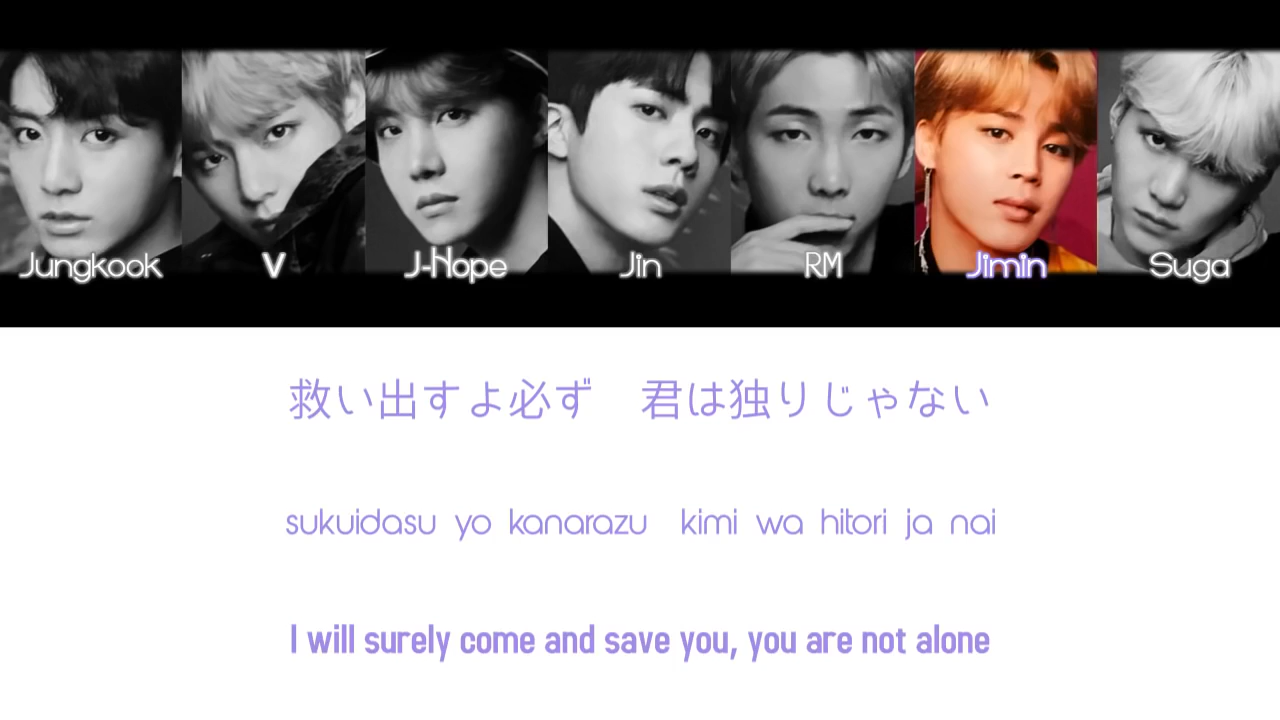 Jungkook V J-Hope Jin RM Jimin Suga
救い出すよ必ず　君は独りじゃない
sukuidasu yo kanarazu kimi wa hitori ja nai
I will surely come and save you, you are not alone